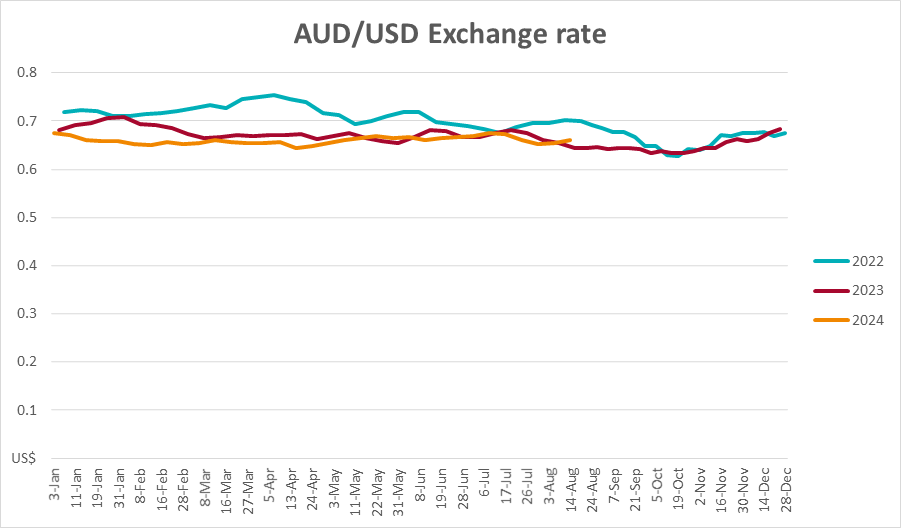 AUD/USD Exchange rate
0.8
0.7
0.6
0.5
0.4
0.3
0.2
0.1
US$
3-Jan
11-Jan
19-Jan
31-Jan
8-Feb
16-Feb
28-Feb
8-Mar
16-Mar
27-Mar
5-Apr
13-Apr
24-Apr
3-May
11-May
22-May
31-May
8-Jun
19-Jun
28-Jun
6-Jul
17-Jul
26-Jul
3-Aug
14-Aug
24-Aug
7-Sep
21-Sep
5-Oct
19-Oct
2-Nov
16-Nov
30-Nov
14-Dec
28-Dec
2022
2023
2024